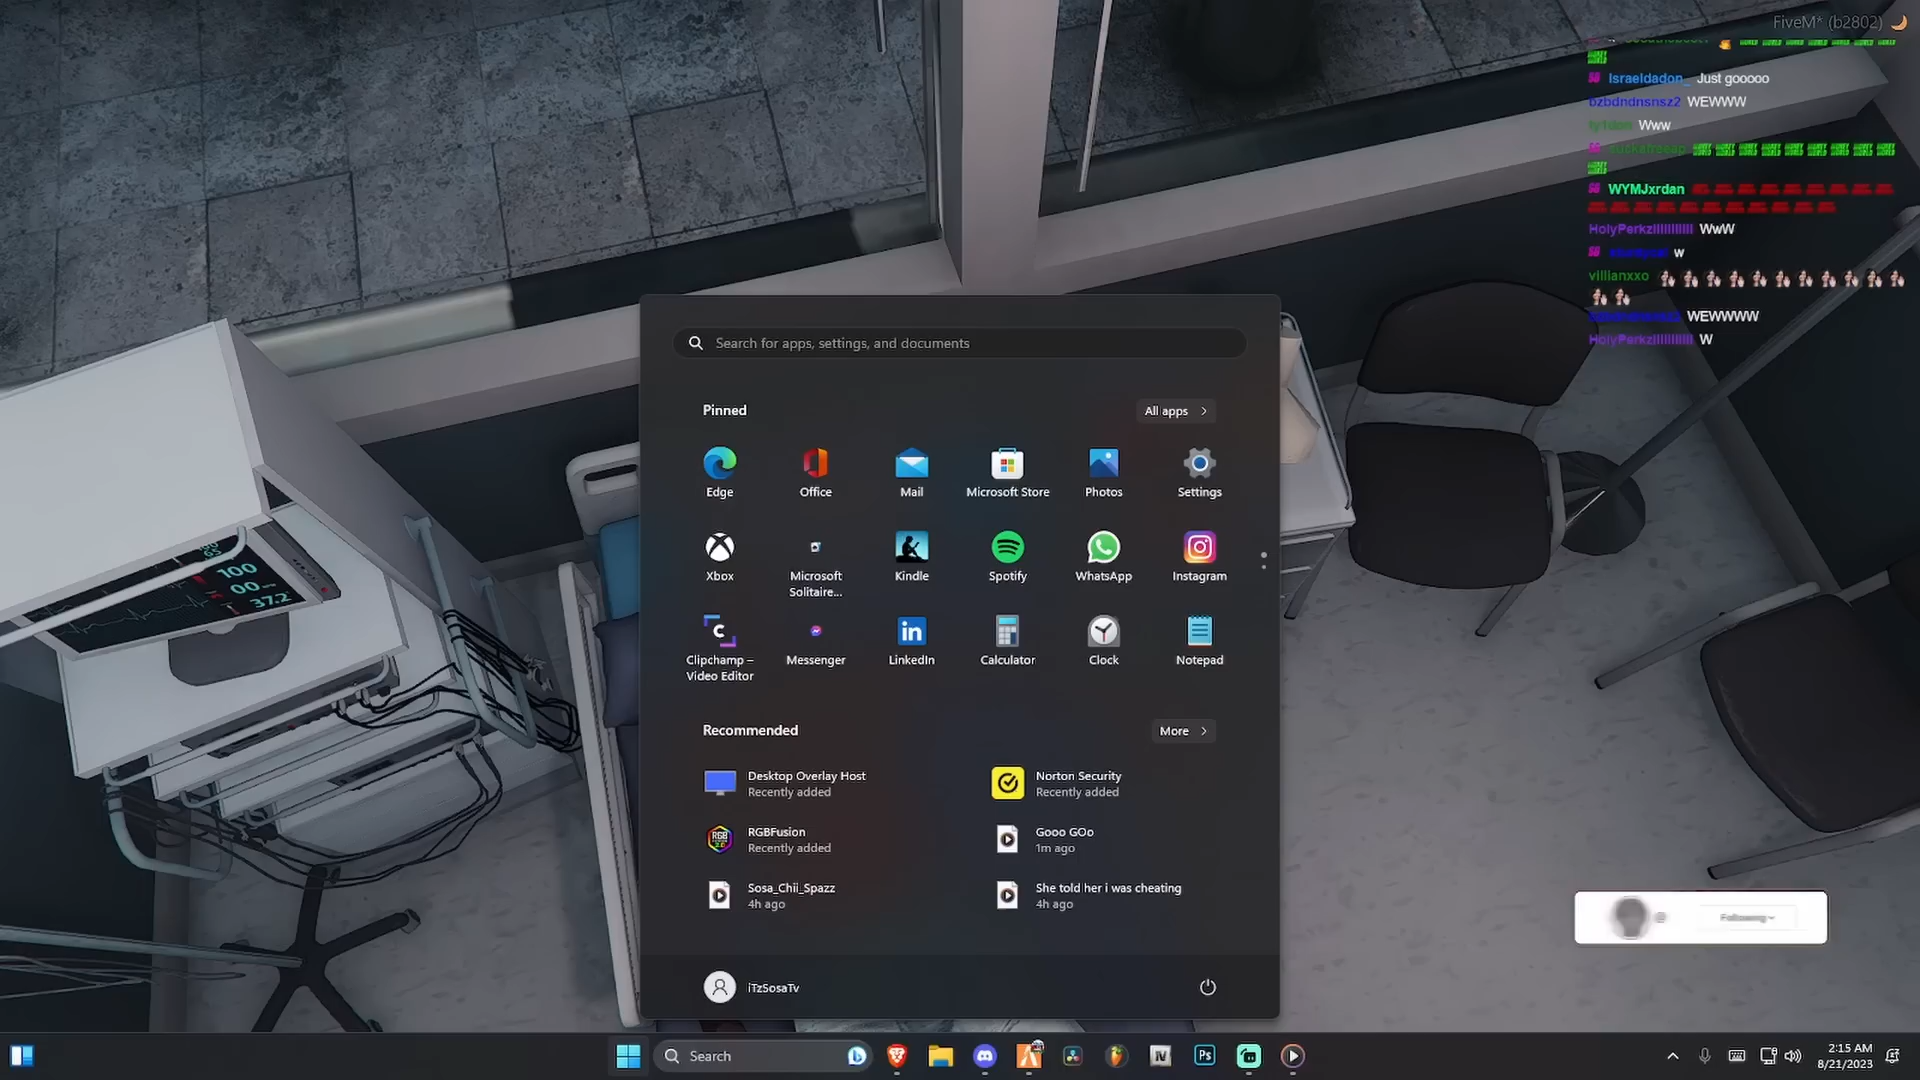 FiveM* (b2802)
Israeldadon_ Just gooooo
bzbdndnsnsz2 WEWWW
Www
WYMJxrdan
HolyPerkzllllllllll WwW
w
villianxxo
WEWWWW
HolyPerkzllllllllll W
Search for apps, settings, and documents
Pinned
All apps
Edge
Office
Mail
Microsoft Store
Photos
Settings
Xbox
Microsoft
Solitaire...
Kindle
Spotify
WhatsApp
Instagram
Clipchamp –
Video Editor
Messenger
LinkedIn
Calculator
Clock
Notepad
Recommended
More
Desktop Overlay Host
Recently added
Norton Security
Recently added
RGBFusion
Recently added
Gooo GOo
1m ago
Sosa_Chii_Spazz
4h ago
She told her i was cheating
4h ago
iTzSosaTv
100
00
37.2
Following
Search
IV
Ps
2:15 AM
8/21/2023